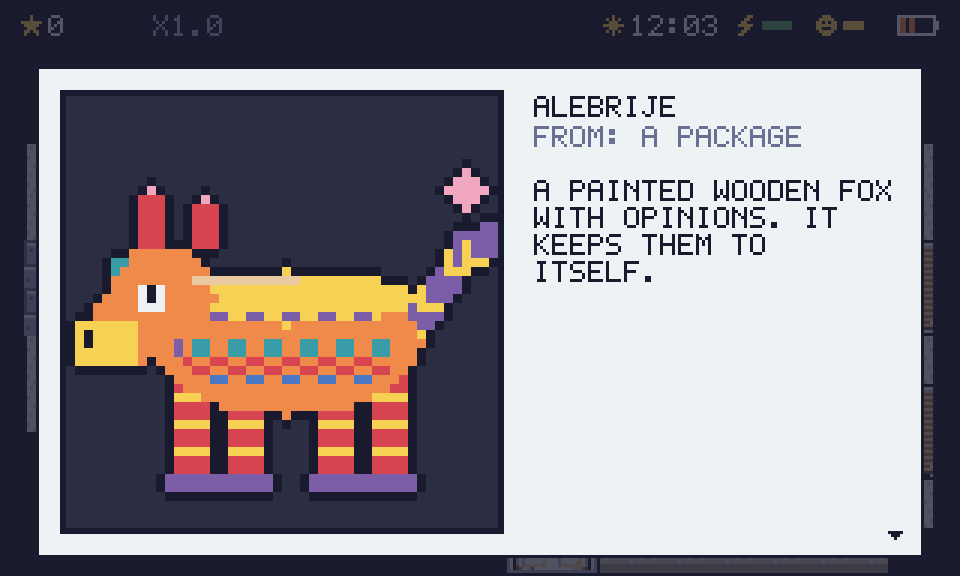 0 X1.0 12:03
ALEBRIJE
FROM: A PACKAGE
A PAINTED WOODEN FOX
WITH OPINIONS. IT
KEEPS THEM TO
ITSELF.